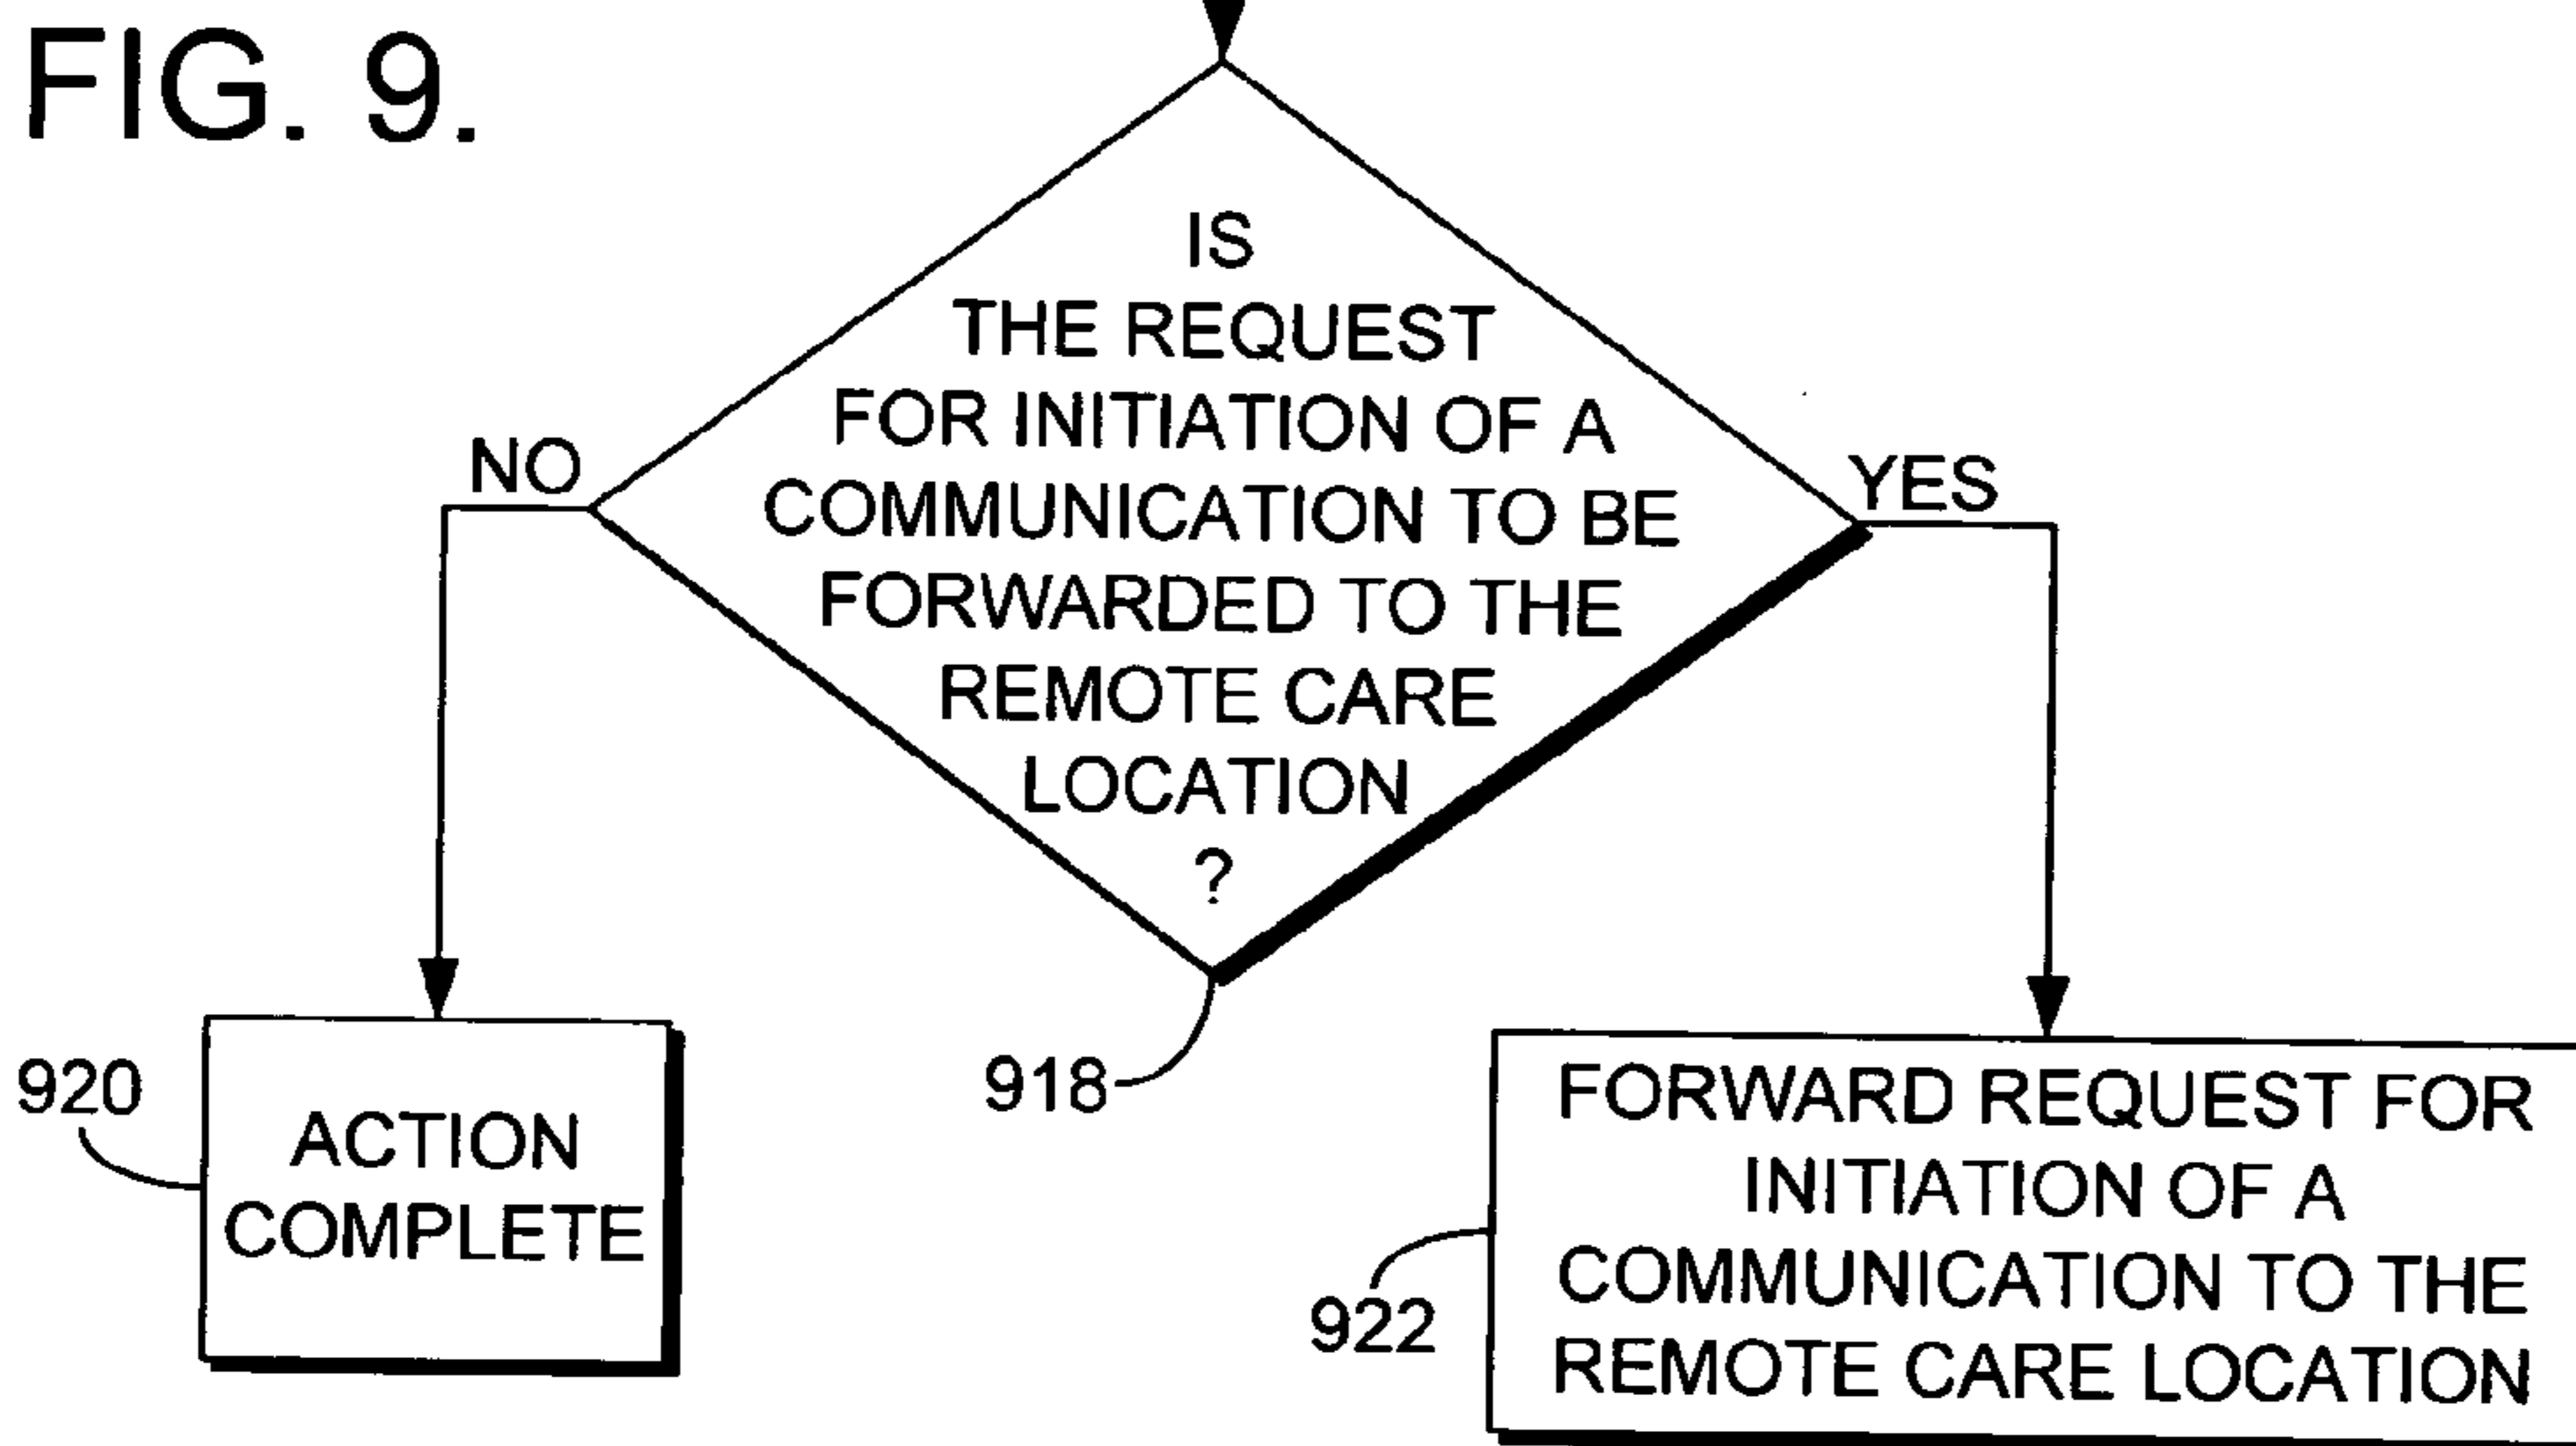 FIG. 9.
IS
THE REQUEST
FOR INITIATION OF A
COMMUNICATION TO BE
FORWARDED TO THE
REMOTE CARE
LOCATION
?
NO
YES
918
920
ACTION
COMPLETE
922
FORWARD REQUEST FOR
INITIATION OF A
COMMUNICATION TO THE
REMOTE CARE LOCATION